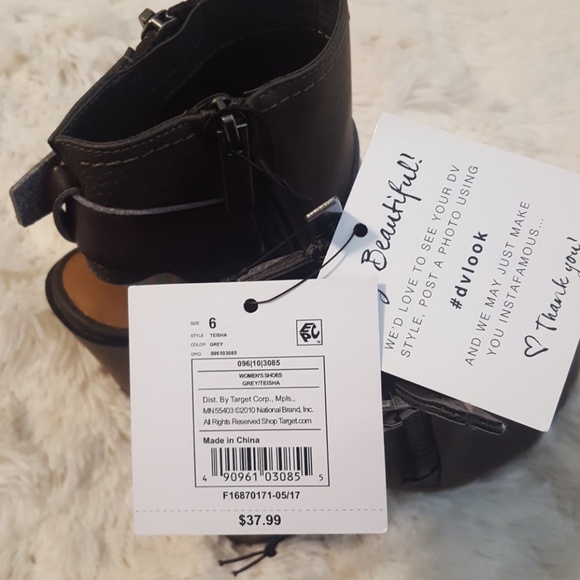 SIZE 6
STYLE TEISHA
COLOR GREY
DPCI 096103085
EPC
096|10|3085
WOMEN'S SHOES
GREY/TEISHA
Dist. By Target Corp., Mpls.,
MN 55403 ©2010 National Brand, Inc.
All Rights Reserved Shop Target.com
Made in China
4 90961 03085 5
F16870171-05/17
$37.99
Beautiful!
WE'D LOVE TO SEE YOUR DV
STYLE, POST A PHOTO USING
#dvlook
AND WE MAY JUST MAKE
YOU INSTAFAMOUS...
Thank you!